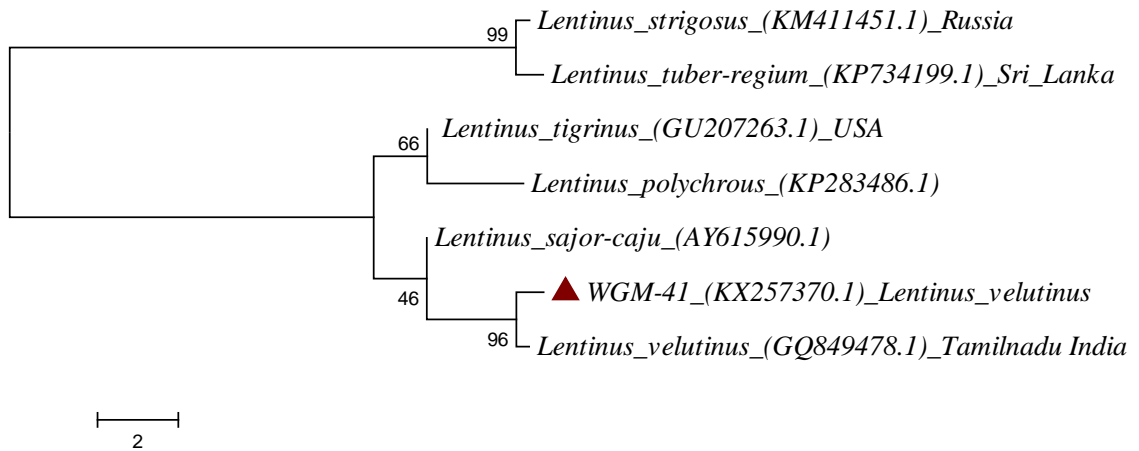 99
Lentinus_strigosus_(KM411451.1)_Russia
Lentinus_tuber-regium_(KP734199.1)_Sri_Lanka
66
Lentinus_tigrinus_(GU207263.1)_USA
Lentinus_polychrous_(KP283486.1)
Lentinus_sajor-caju_(AY615990.1)
46
WGM-41_(KX257370.1)_Lentinus_velutinus
96
Lentinus_velutinus_(GQ849478.1)_Tamilnadu India
2